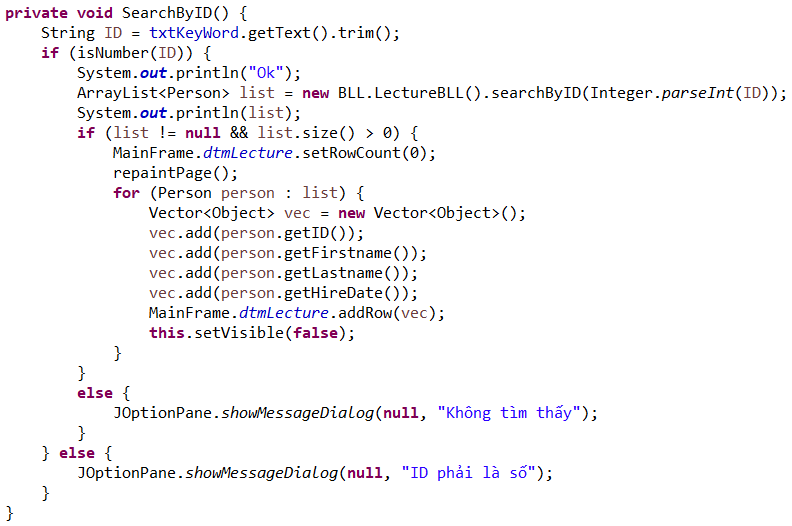 private void SearchByID() {
    String ID = txtKeyWord.getText().trim();
    if (isNumber(ID)) {
        System.out.println("Ok");
        ArrayList<Person> list = new BLL.LectureBLL().searchByID(Integer.parseInt(ID));
        System.out.println(list);
        if (list != null && list.size() > 0) {
            MainFrame.dtmLecture.setRowCount(0);
            repaintPage();
            for (Person person : list) {
                Vector<Object> vec = new Vector<Object>();
                vec.add(person.getID());
                vec.add(person.getFirstname());
                vec.add(person.getLastname());
                vec.add(person.getHireDate());
                MainFrame.dtmLecture.addRow(vec);
                this.setVisible(false);
            }
        }
        else {
            JOptionPane.showMessageDialog(null, "Không tìm thấy");
        }
    } else {
        JOptionPane.showMessageDialog(null, "ID phải là số");
    }
}